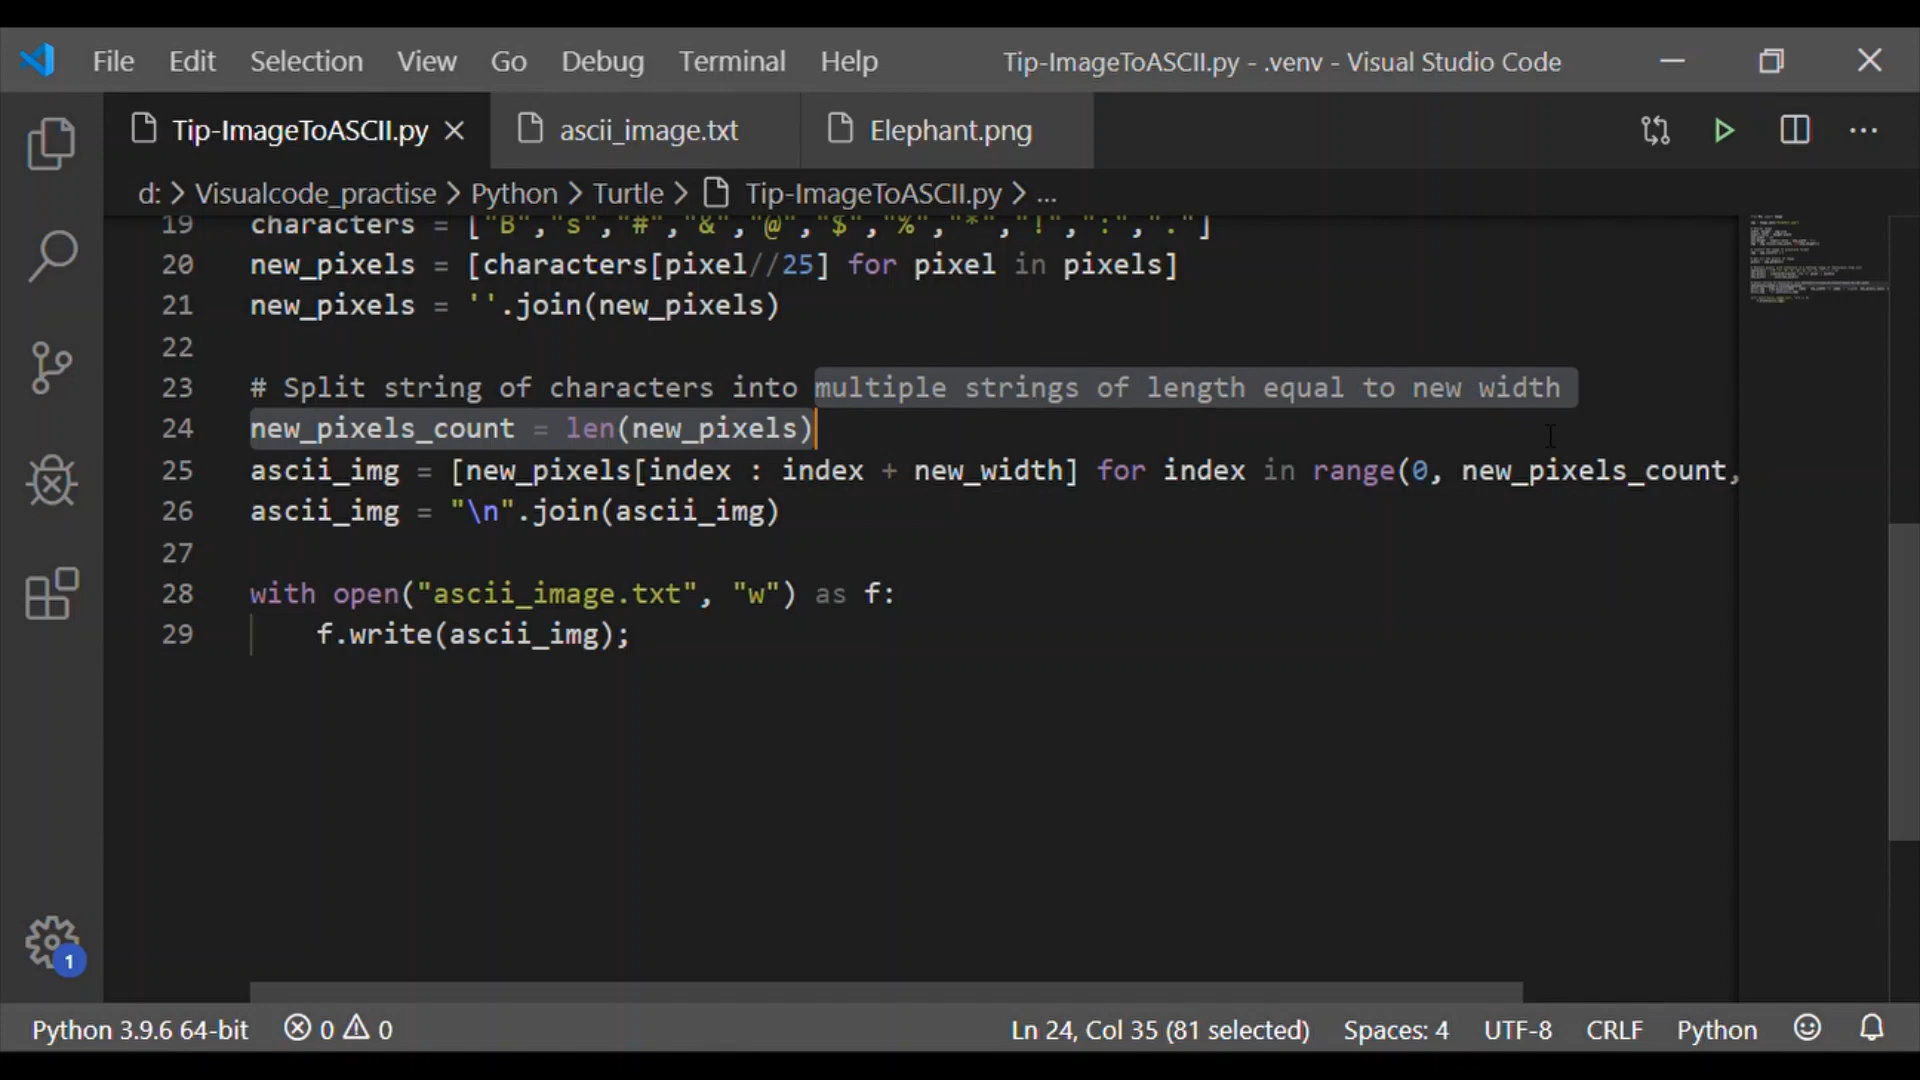 File Edit Selection View Go Debug Terminal Help Tip-ImageToASCII.py - .venv - Visual Studio Code
Tip-ImageToASCII.py ascii_image.txt Elephant.png
d: > Visualcode_practise > Python > Turtle > Tip-ImageToASCII.py > ...
19 characters = ["B","s","#","&","@","$","%","*","!",":","."]
20 new_pixels = [characters[pixel//25] for pixel in pixels]
21 new_pixels = ''.join(new_pixels)
22
23 # Split string of characters into multiple strings of length equal to new width
24 new_pixels_count = len(new_pixels)
25 ascii_img = [new_pixels[index : index + new_width] for index in range(0, new_pixels_count,
26 ascii_img = "\n".join(ascii_img)
27
28 with open("ascii_image.txt", "w") as f:
29     f.write(ascii_img);
1
Python 3.9.6 64-bit 0 0 Ln 24, Col 35 (81 selected) Spaces: 4 UTF-8 CRLF Python